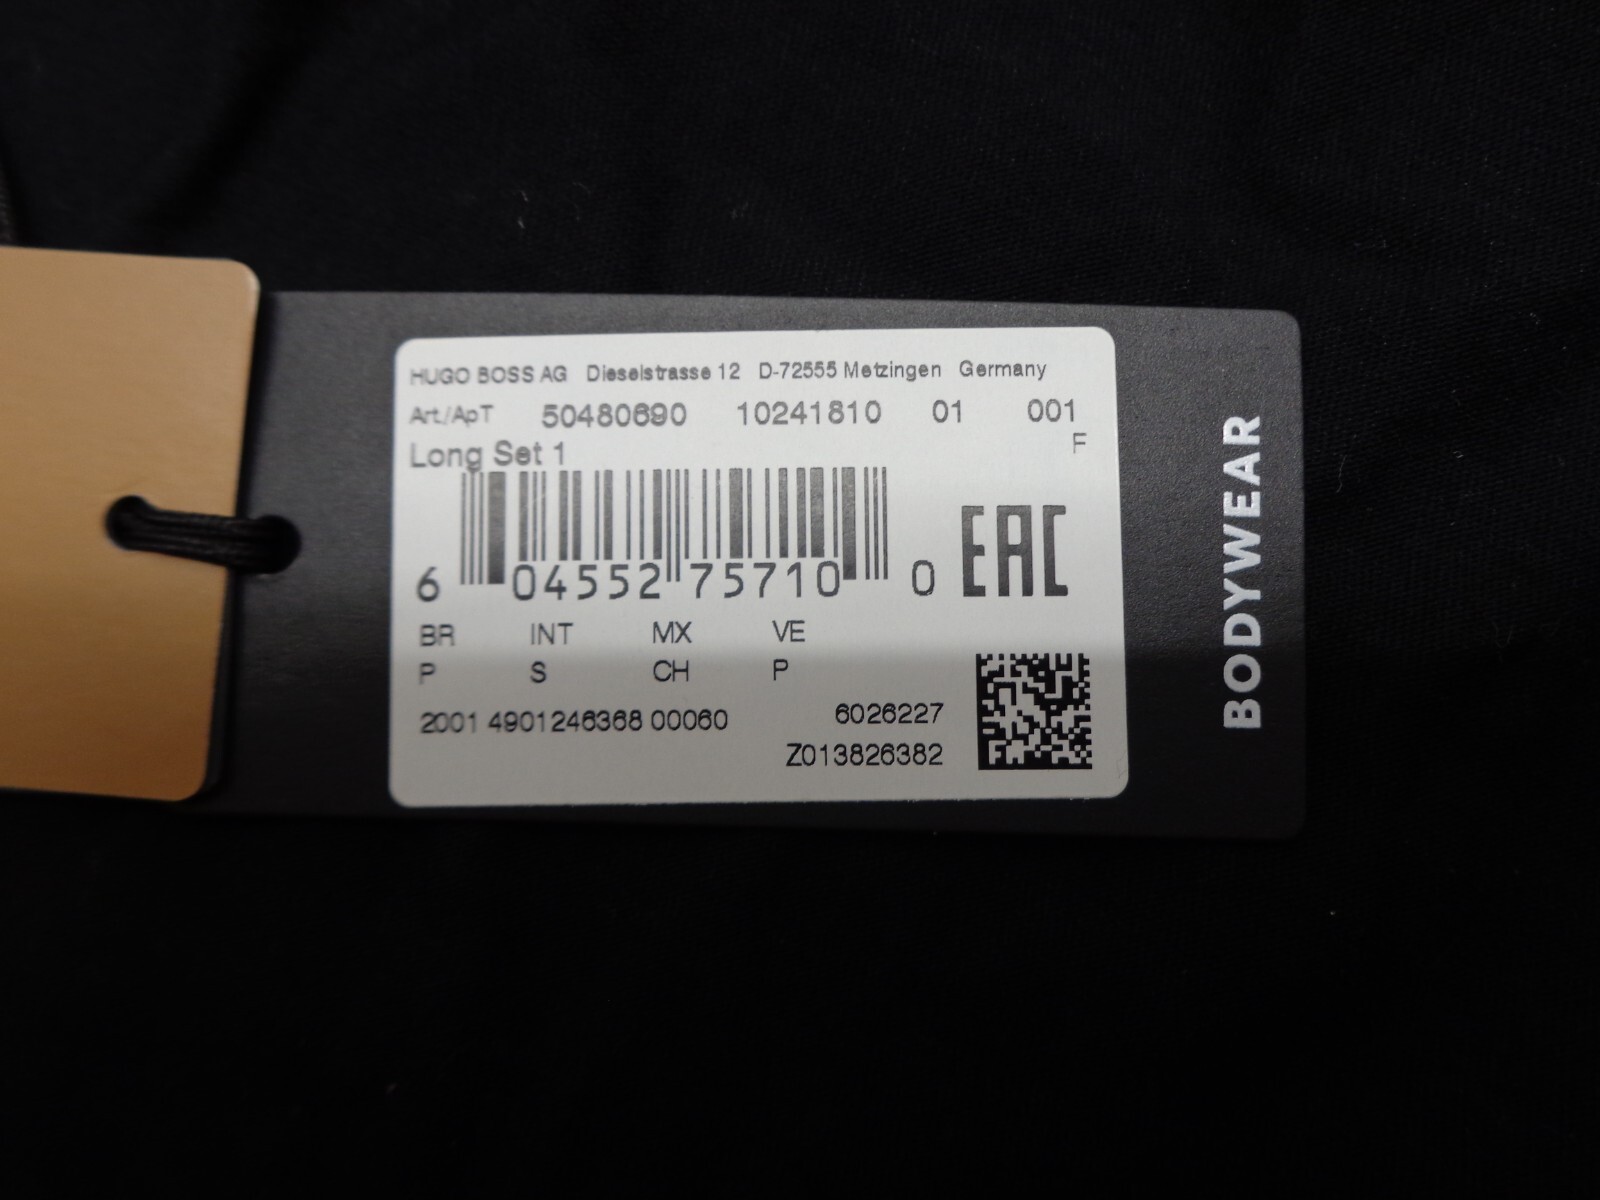 HUGO BOSS AG Dieselstrasse 12 D-72555 Metzingen Germany
Art./АрТ 50480690 10241810 01 001
Long Set 1 F
6 04552 75710 0 EAC
BR INT MX VE
P S CH P
2001 4901246368 00060 6026227
Z013826382
BODYWEAR